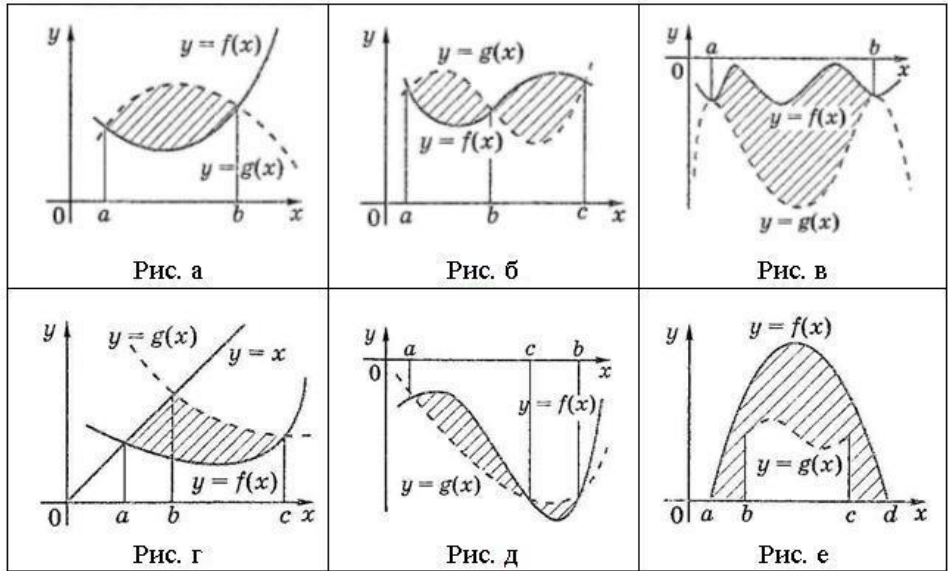 y
y = f(x)
y = g(x)
0
a
b
x
Рис. а
y
y = g(x)
y = f(x)
0
a
b
c
x
Рис. б
y
a
b
0
x
y = f(x)
y = g(x)
Рис. в
y
y = g(x)
y = x
y = f(x)
0
a
b
c
x
Рис. г
y
a
c
b
0
x
y = f(x)
y = g(x)
Рис. д
y
y = f(x)
y = g(x)
0
a
b
c
d
x
Рис. е